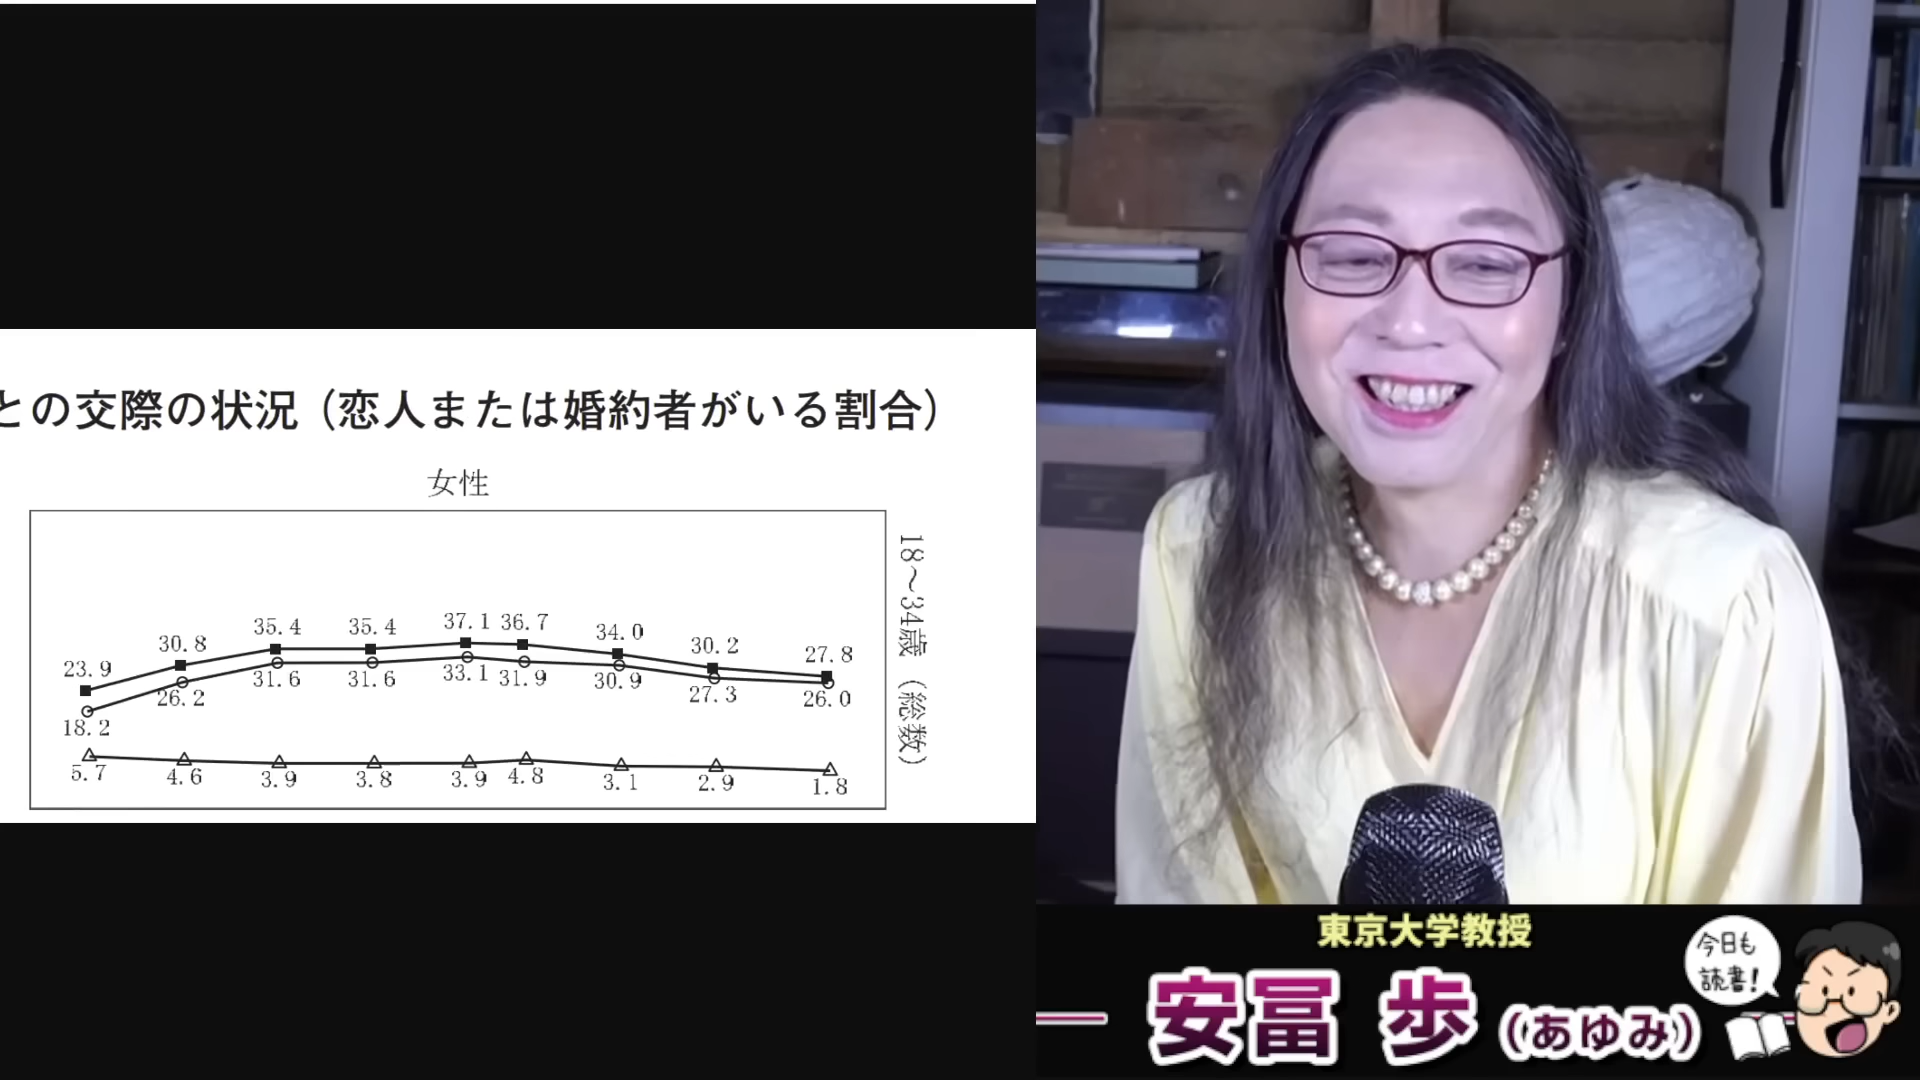 との交際の状況（恋人または婚約者がいる割合）
女性
18～34歳（総数）
23.9 30.8 35.4 35.4 37.1 36.7 34.0 30.2 27.8
18.2 26.2 31.6 31.6 33.1 31.9 30.9 27.3 26.0
5.7 4.6 3.9 3.8 3.9 4.8 3.1 2.9 1.8
東京大学教授
安冨 歩（あゆみ）
今日も
読書!